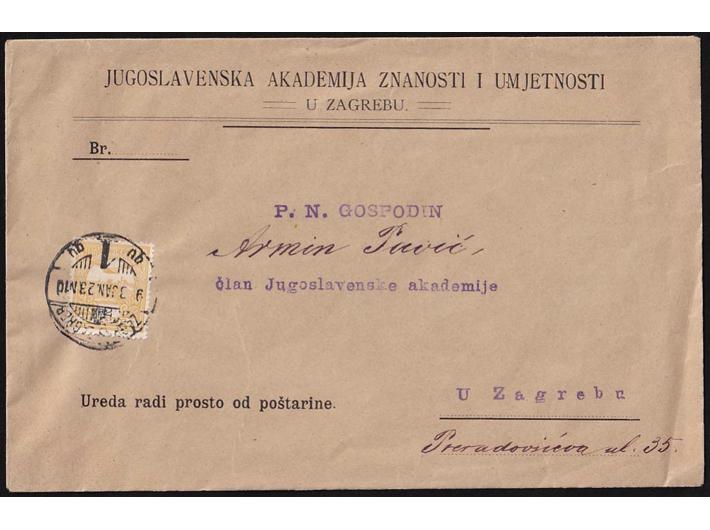 JUGOSLAVENSKA AKADEMIJA ZNANOSTI I UMJETNOSTI
U ZAGREBU.
Br.
P. N. GOSPODIN
Armin Pavić,
član Jugoslavenske akademije
Ureda radi prosto od poštarine.
U Zagrebu
Preradovićeva ul. 35.